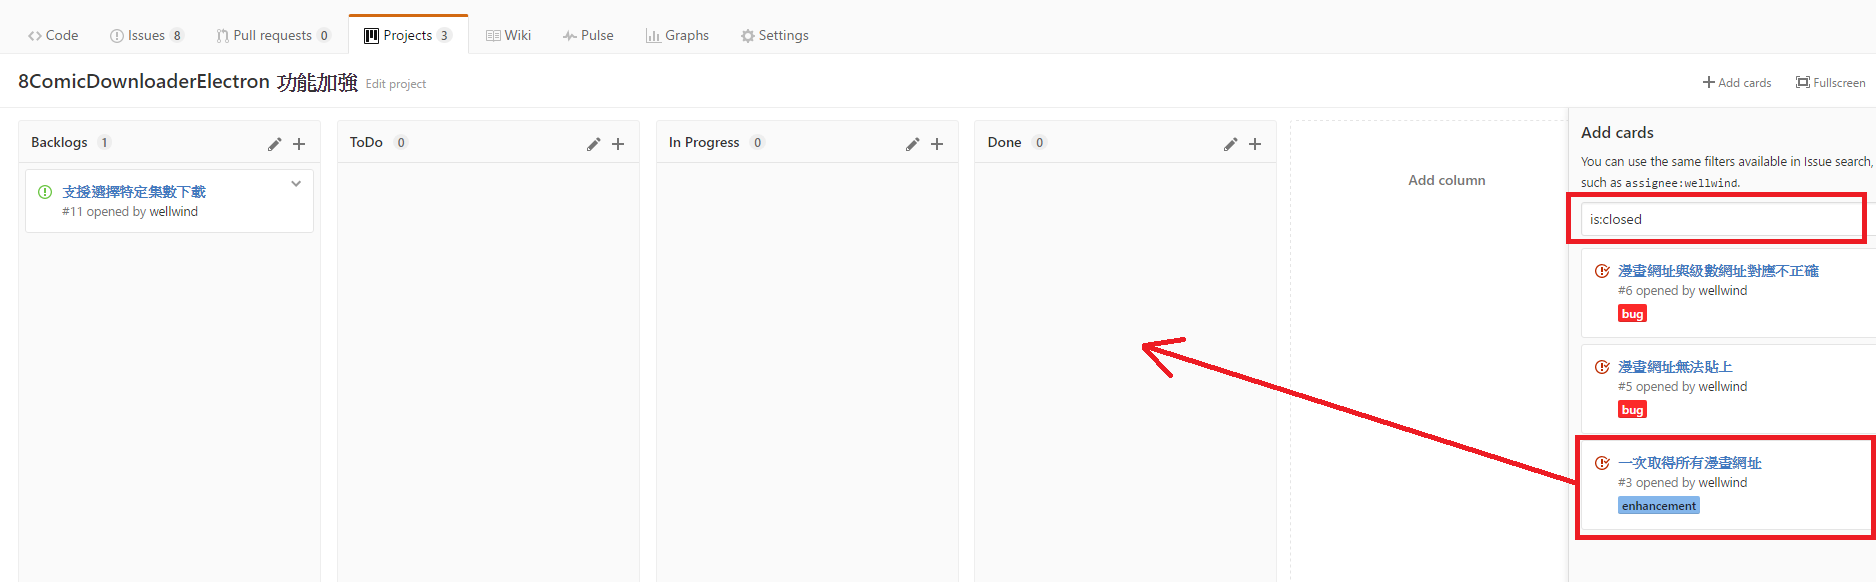 Code Issues 8 Pull requests 0 Projects 3 Wiki Pulse Graphs Settings
8ComicDownloaderElectron 功能加強 Edit project
Add cards Fullscreen
Backlogs 1
支援選擇特定集數下載
#11 opened by wellwind
ToDo 0
In Progress 0
Done 0
Add column
Add cards
You can use the same filters available in Issue search,
such as assignee:wellwind.
is:closed
漫畫網址與級數網址對應不正確
#6 opened by wellwind
bug
漫畫網址無法貼上
#5 opened by wellwind
bug
一次取得所有漫畫網址
#3 opened by wellwind
enhancement